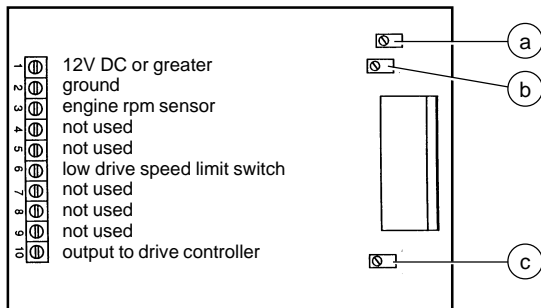 1 12V DC or greater
2 ground
3 engine rpm sensor
4 not used
5 not used
6 low drive speed limit switch
7 not used
8 not used
9 not used
10 output to drive controller
a
b
c